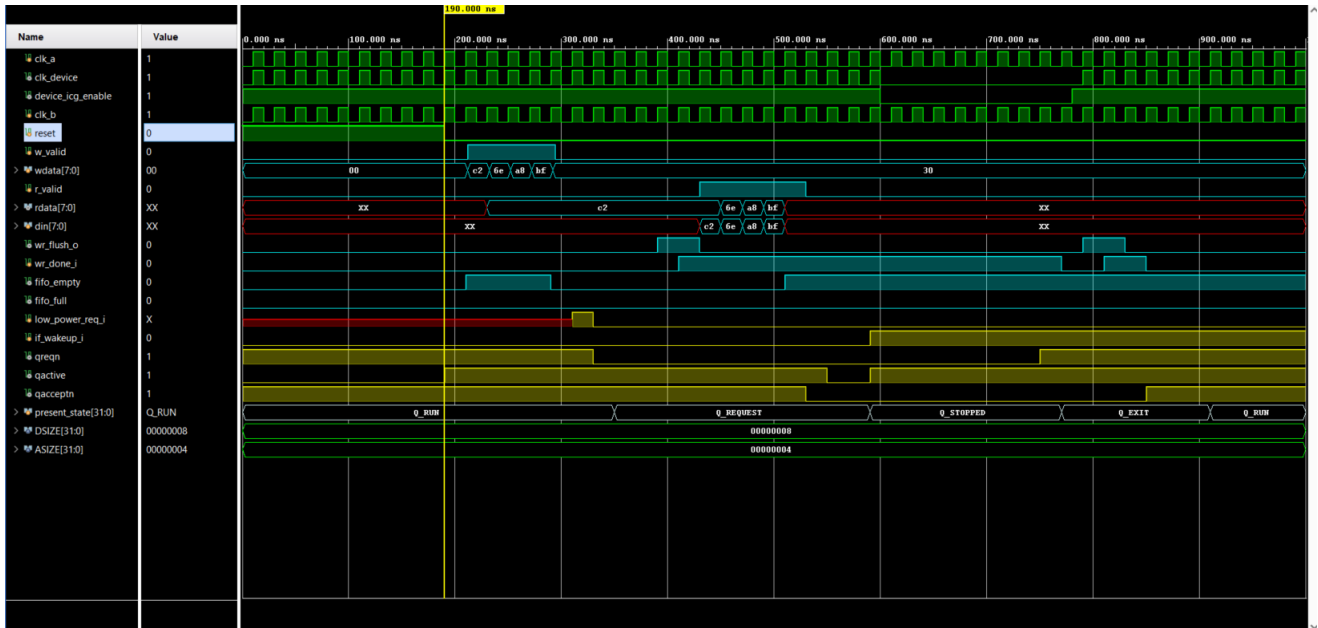 190.000 ns
Name Value
0.000 ns 100.000 ns 200.000 ns 300.000 ns 400.000 ns 500.000 ns 600.000 ns 700.000 ns 800.000 ns 900.000 ns
clk_a 1
clk_device 1
device_icg_enable 1
clk_b 1
reset 0
w_valid 0
wdata[7:0] 00 00 c2 6e a8 bf 30
r_valid 0
rdata[7:0] XX XX c2 6e a8 bf XX
din[7:0] XX XX c2 6e a8 bf XX
wr_flush_o 0
wr_done_i 0
fifo_empty 0
fifo_full 0
low_power_req_i X
if_wakeup_i 0
qreqn 1
qactive 1
qacceptn 1
present_state[31:0] Q_RUN Q_RUN Q_REQUEST Q_STOPPED Q_EXIT Q_RUN
DSIZE[31:0] 00000008 00000008
ASIZE[31:0] 00000004 00000004